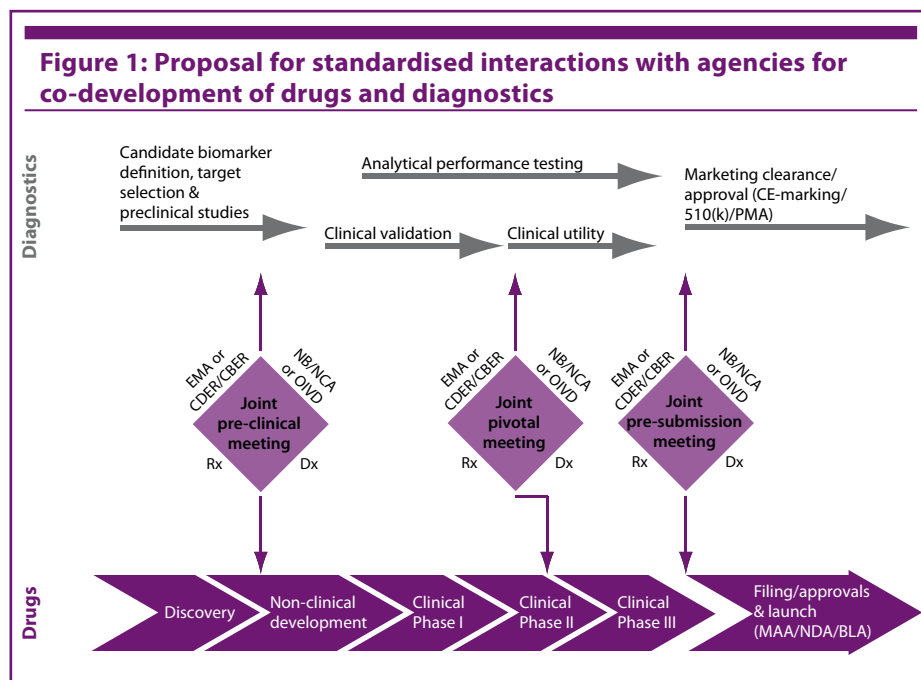 Figure 1: Proposal for standardised interactions with agencies for
co-development of drugs and diagnostics
Diagnostics
Candidate biomarker
definition, target
selection &
preclinical studies
Analytical performance testing
Clinical validation
Clinical utility
Marketing clearance/
approval (CE-marking/
510(k)/PMA)
EMA or
CDER/CBER
NB/NCA
or OIVD
Joint
pre-clinical
meeting
Rx
Dx
EMA or
CDER/CBER
NB/NCA
or OIVD
Joint
pivotal
meeting
Rx
Dx
EMA or
CDER/CBER
NB/NCA
or OIVD
Joint
pre-submission
meeting
Rx
Dx
Drugs
Discovery
Non-clinical
development
Clinical
Phase I
Clinical
Phase II
Clinical
Phase III
Filing/approvals
& launch
(MAA/NDA/BLA)